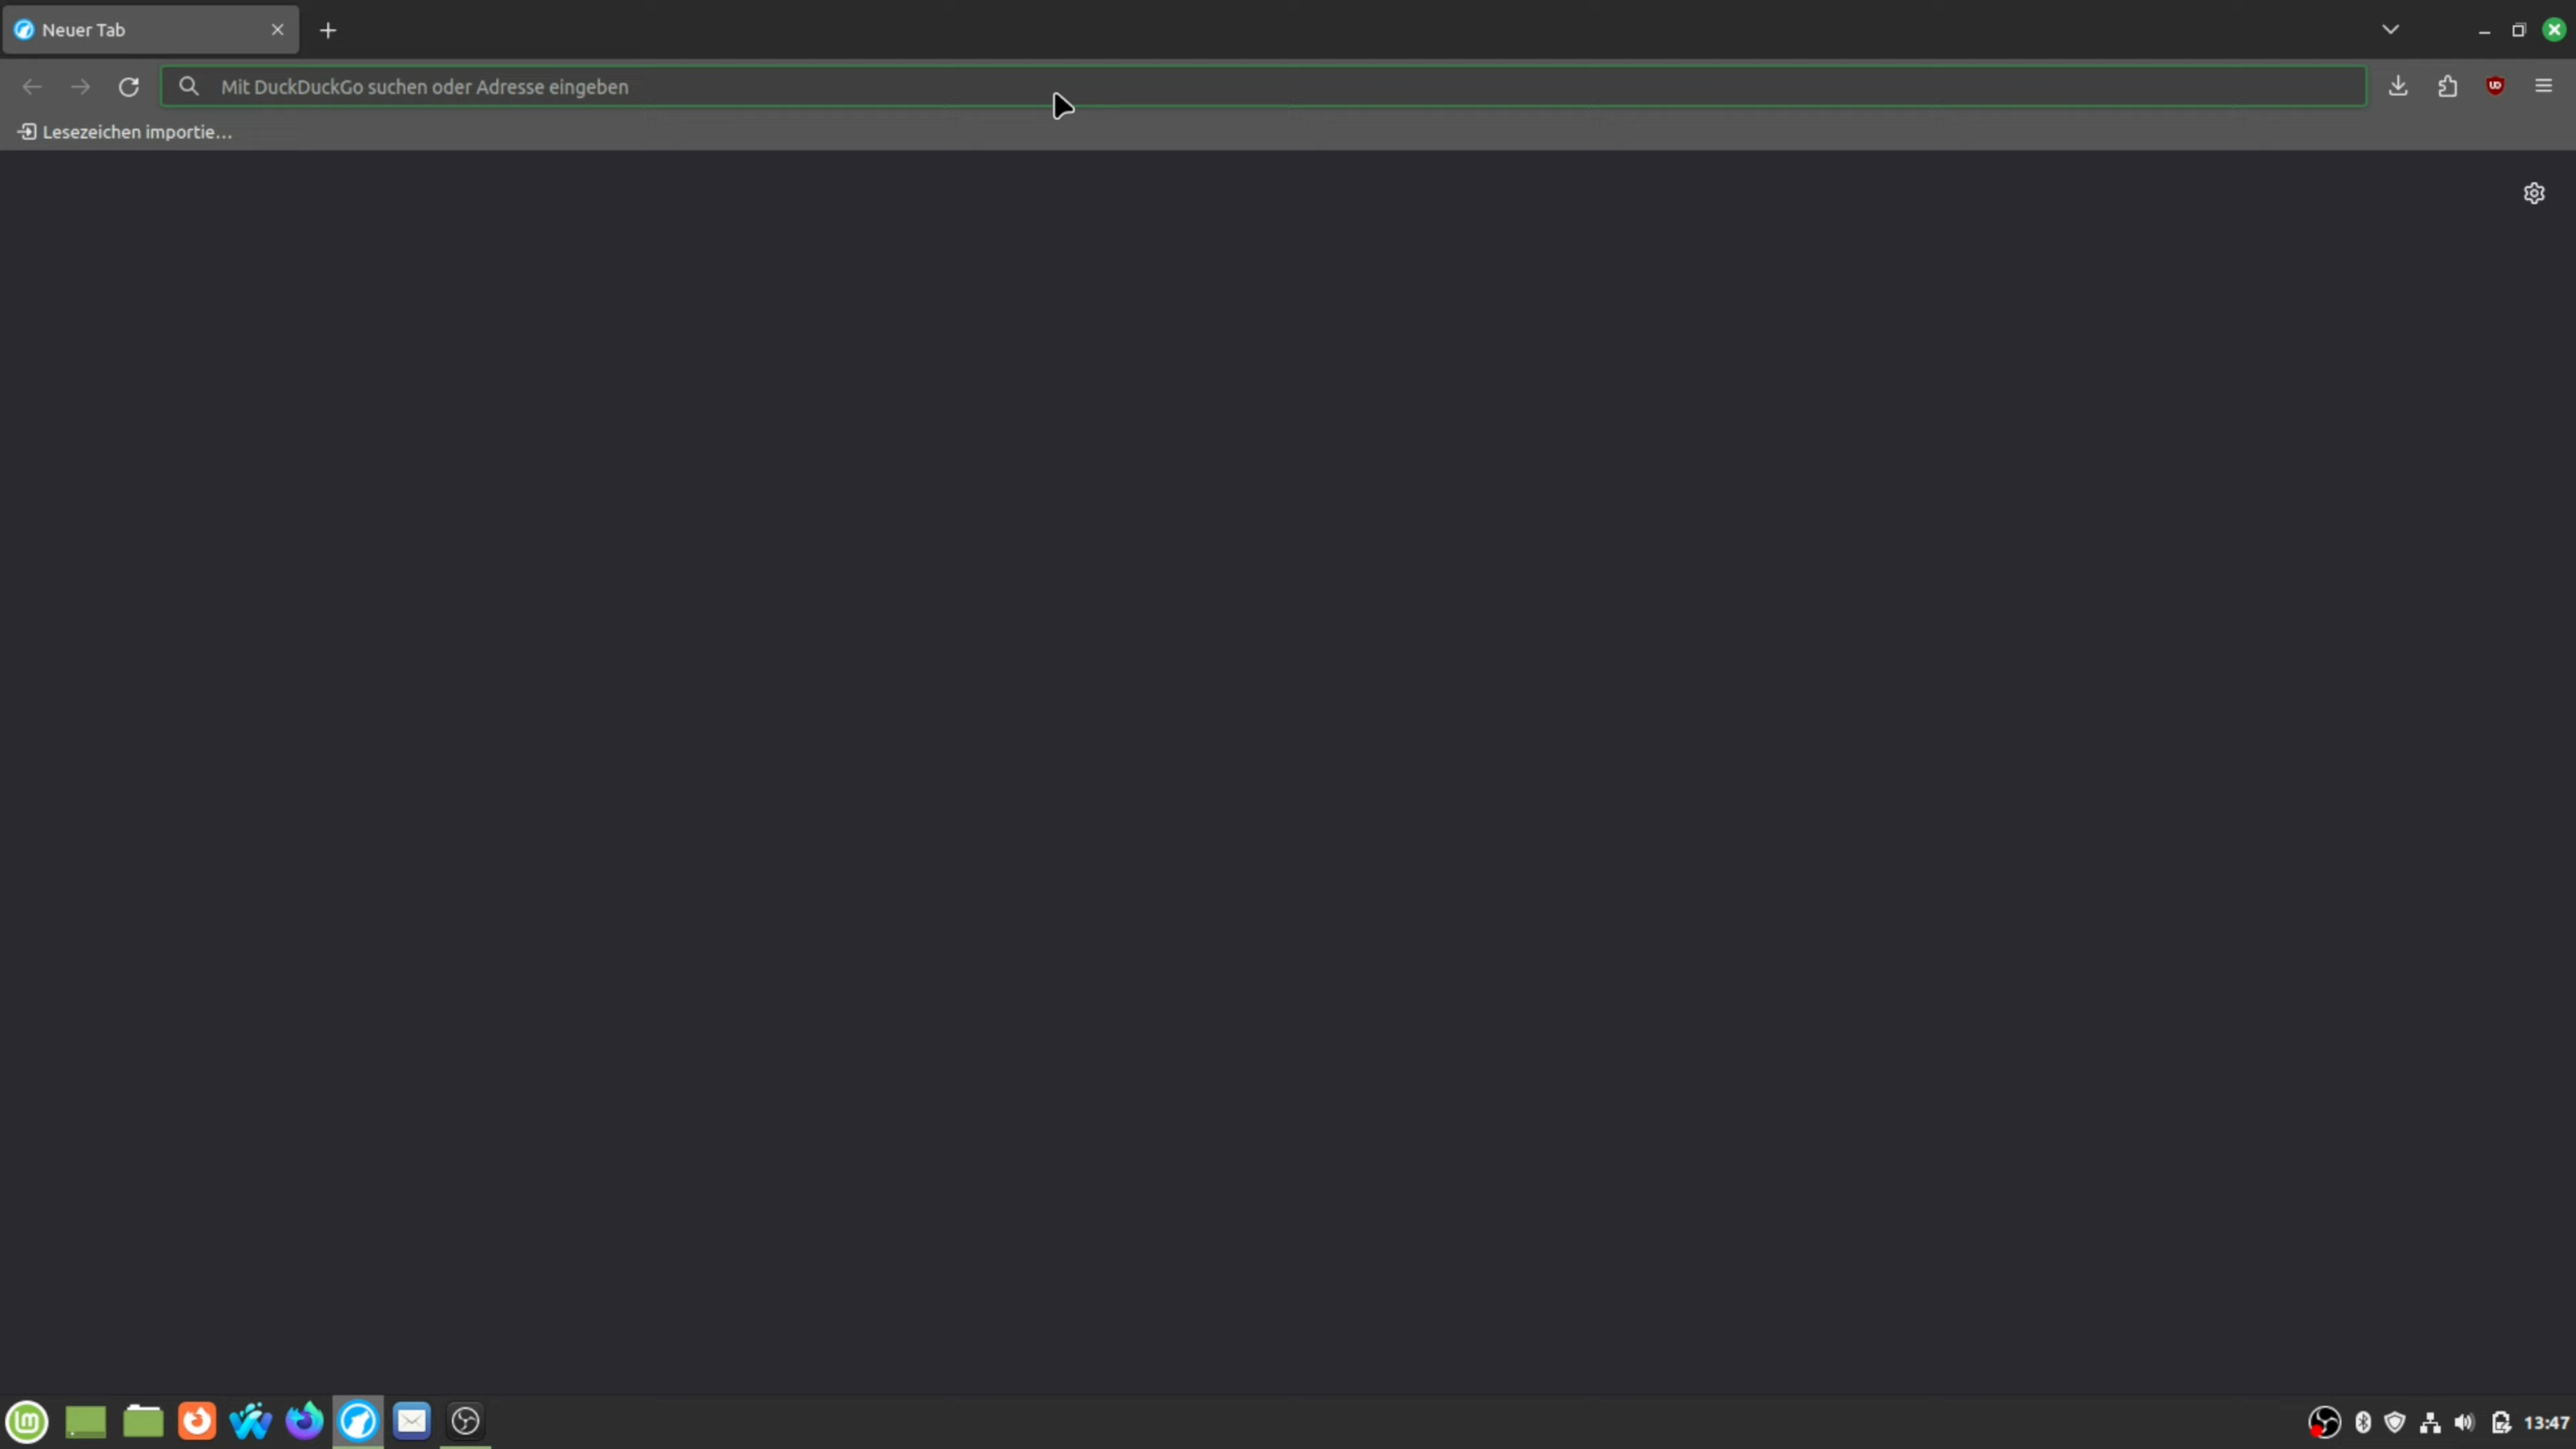 Neuer Tab
Mit DuckDuckGo suchen oder Adresse eingeben
Lesezeichen importie…
13:47